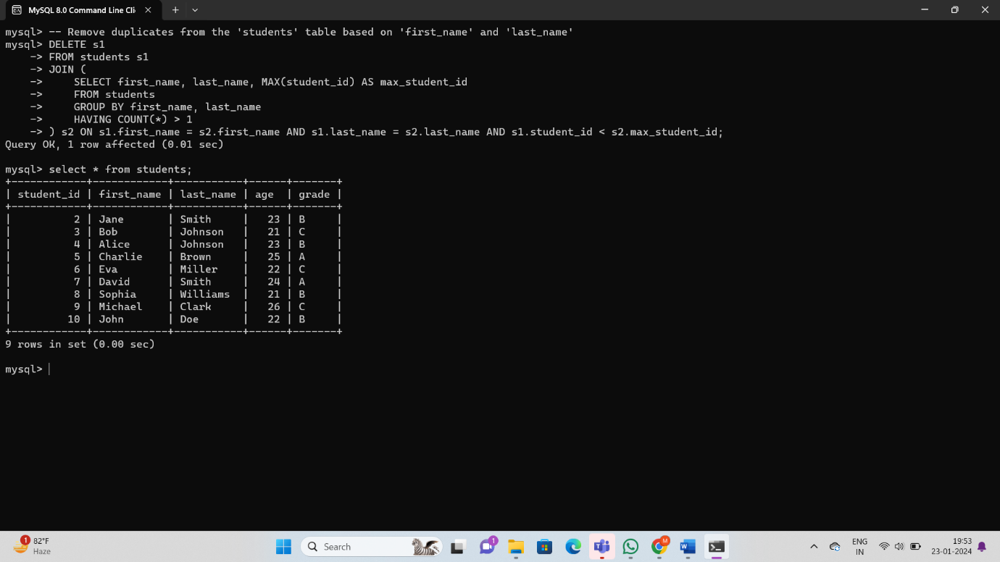 MySQL 8.0 Command Line Cli
mysql> -- Remove duplicates from the 'students' table based on 'first_name' and 'last_name'
mysql> DELETE s1
    -> FROM students s1
    -> JOIN (
    ->     SELECT first_name, last_name, MAX(student_id) AS max_student_id
    ->     FROM students
    ->     GROUP BY first_name, last_name
    ->     HAVING COUNT(*) > 1
    -> ) s2 ON s1.first_name = s2.first_name AND s1.last_name = s2.last_name AND s1.student_id < s2.max_student_id;
Query OK, 1 row affected (0.01 sec)
mysql> select * from students;
+------------+------------+-----------+------+-------+
| student_id | first_name | last_name | age  | grade |
+------------+------------+-----------+------+-------+
|          2 | Jane       | Smith     |   23 | B     |
|          3 | Bob        | Johnson   |   21 | C     |
|          4 | Alice      | Johnson   |   23 | B     |
|          5 | Charlie    | Brown     |   25 | A     |
|          6 | Eva        | Miller    |   22 | C     |
|          7 | David      | Smith     |   24 | A     |
|          8 | Sophia     | Williams  |   21 | B     |
|          9 | Michael    | Clark     |   26 | C     |
|         10 | John       | Doe       |   22 | B     |
+------------+------------+-----------+------+-------+
9 rows in set (0.00 sec)
mysql>
1
82°F
Haze
Search
1
M
W
ENG
IN
19:53
23-01-2024